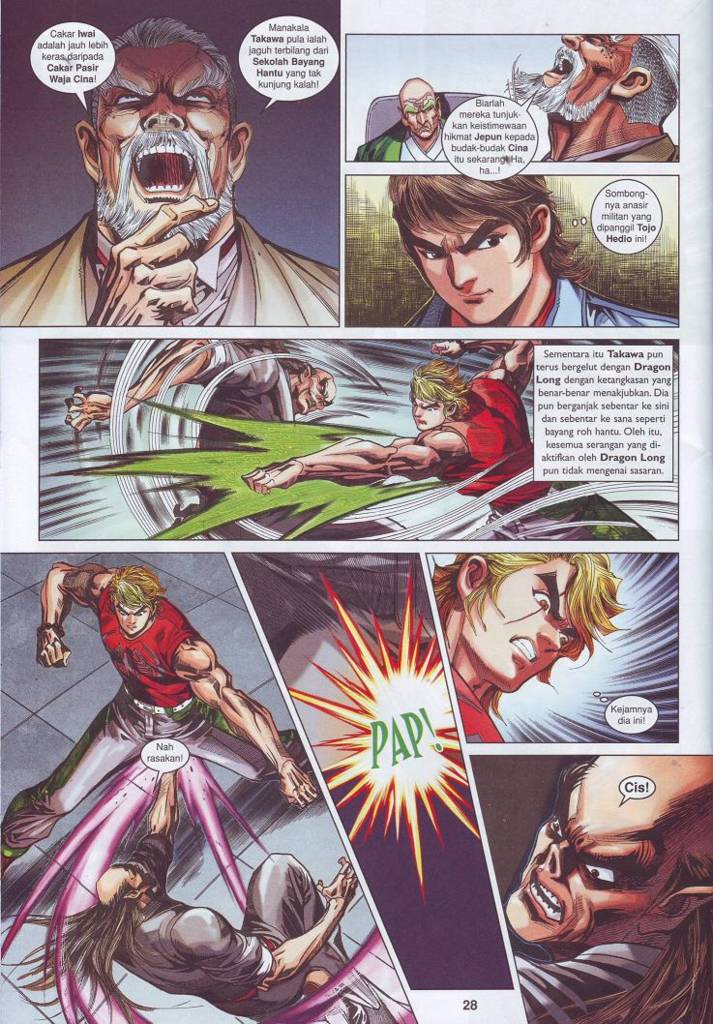 Cakar Iwai
adalah jauh lebih
keras daripada
Cakar Pasir
Waja Cina!
Manakala
Takawa pula ialah
jaguh terbilang dari
Sekolah Bayang
Hantu yang tak
kunjung kalah!
Biarlah
mereka tunjuk-
kan keistimewaan
hikmat Jepun kepada
budak-budak Cina
itu sekarang! Ha,
ha...!
Sombong-
nya anasir
militan yang
dipanggil Tojo
Hedio ini!
Sementara itu Takawa pun
terus bergelut dengan Dragon
Long dengan ketangkasan yang
benar-benar menakjubkan. Dia
pun berganjak sebentar ke sini
dan sebentar ke sana seperti
bayang roh hantu. Oleh itu,
kesemua serangan yang di-
aktifkan oleh Dragon Long
pun tidak mengenai sasaran.
Nah
rasakan!
PAP!
Kejamnya
dia ini!
Cis!
28